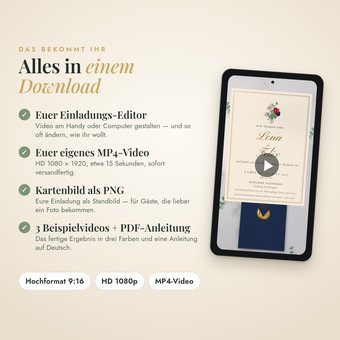 DAS BEKOMMT IHR
Alles in einem
Download
Euer Einladungs-Editor
Video am Handy oder Computer gestalten — und so
oft ändern, wie ihr wollt.
Euer eigenes MP4-Video
HD 1080 × 1920, etwa 15 Sekunden, sofort
versandfertig.
Kartenbild als PNG
Eure Einladung als Standbild — für Gäste, die lieber
ein Foto bekommen.
3 Beispielvideos + PDF-Anleitung
Das fertige Ergebnis in drei Farben und eine Anleitung
auf Deutsch.
Hochformat 9:16
HD 1080p
MP4-Video
WIR TRAUEN UNS
Lena
Felix